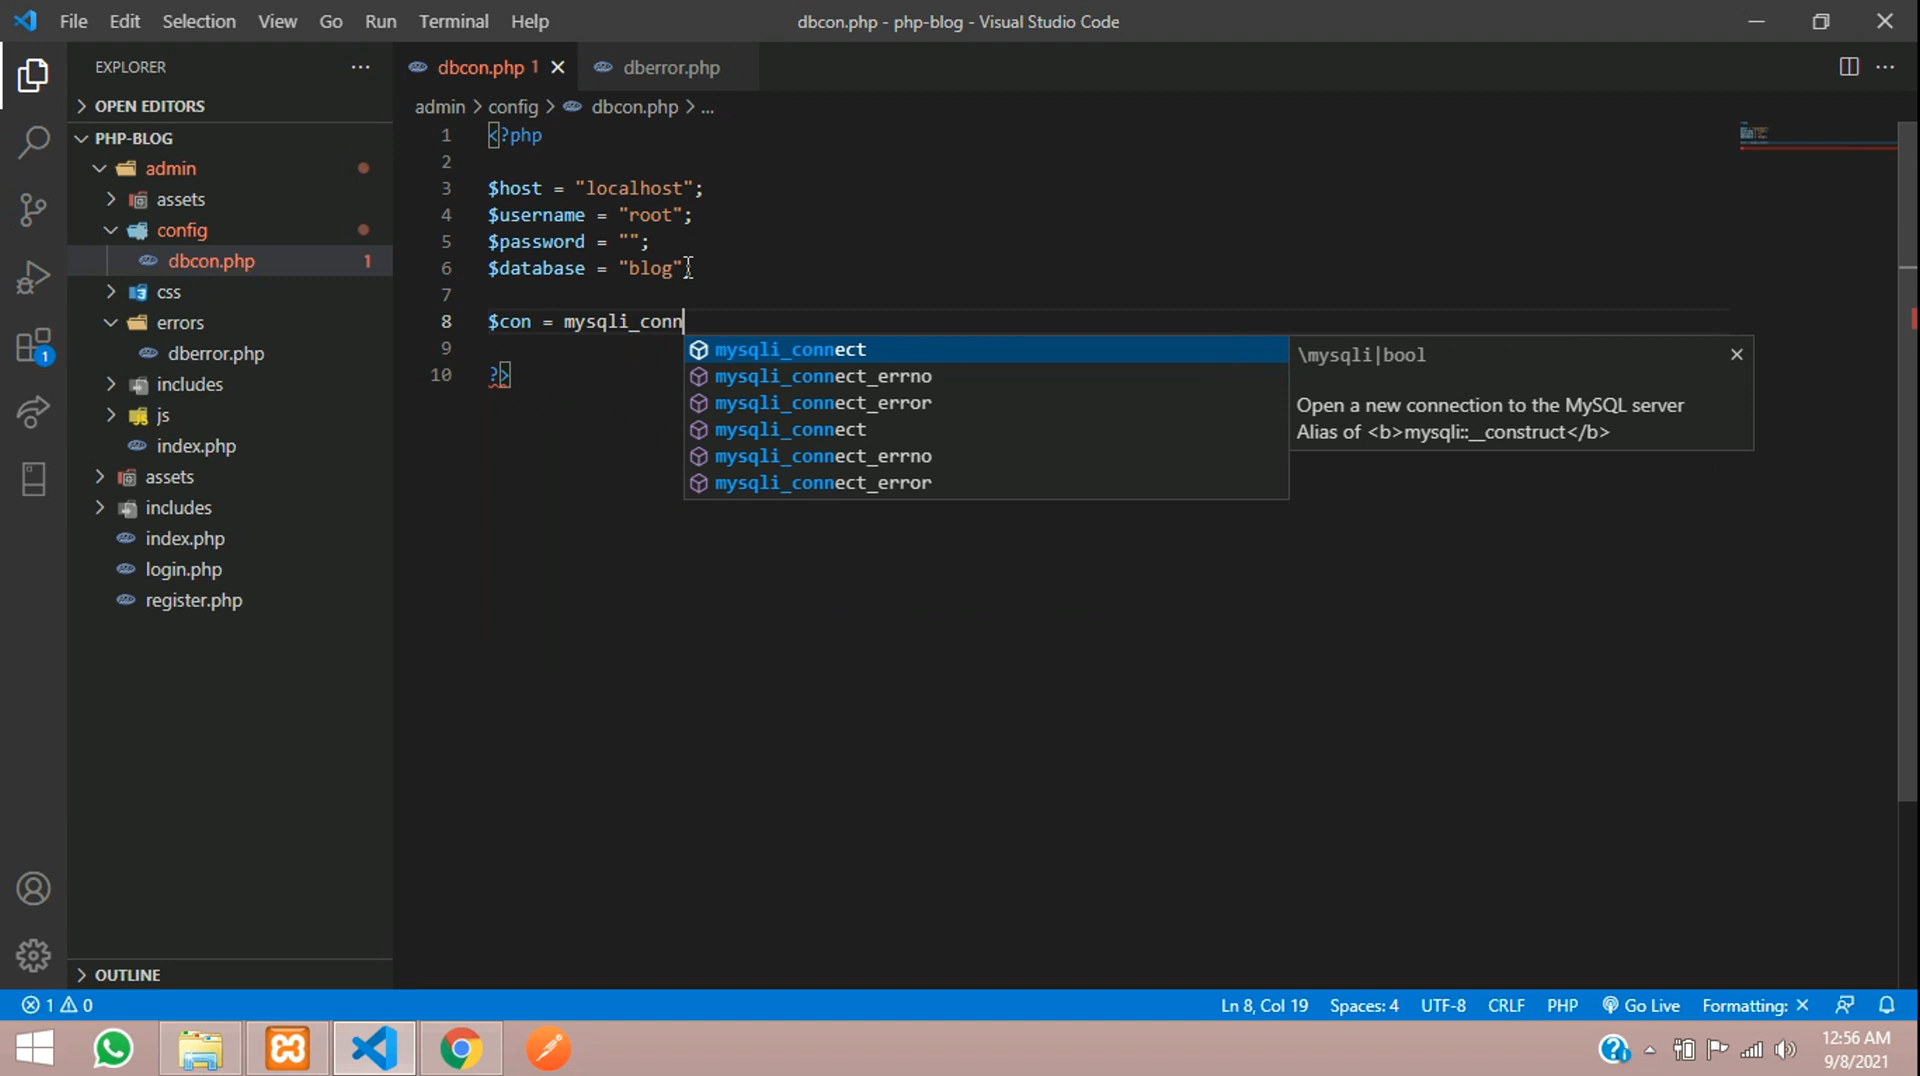 File Edit Selection View Go Run Terminal Help dbcon.php - php-blog - Visual Studio Code
EXPLORER
dbcon.php 1
dberror.php
OPEN EDITORS
admin > config > dbcon.php > ...
PHP-BLOG
admin
assets
config
dbcon.php 1
css
errors
dberror.php
includes
js
index.php
assets
includes
index.php
login.php
register.php
OUTLINE
1 <?php
2
3 $host = "localhost";
4 $username = "root";
5 $password = "";
6 $database = "blog"
7
8 $con = mysqli_conn
9
10 ?>
mysqli_connect
mysqli_connect_errno
mysqli_connect_error
mysqli_connect
mysqli_connect_errno
mysqli_connect_error
\mysqli|bool
Open a new connection to the MySQL server
Alias of <b>mysqli::__construct</b>
1
1 0 Ln 8, Col 19 Spaces: 4 UTF-8 CRLF PHP Go Live Formatting: ×
12:56 AM
9/8/2021